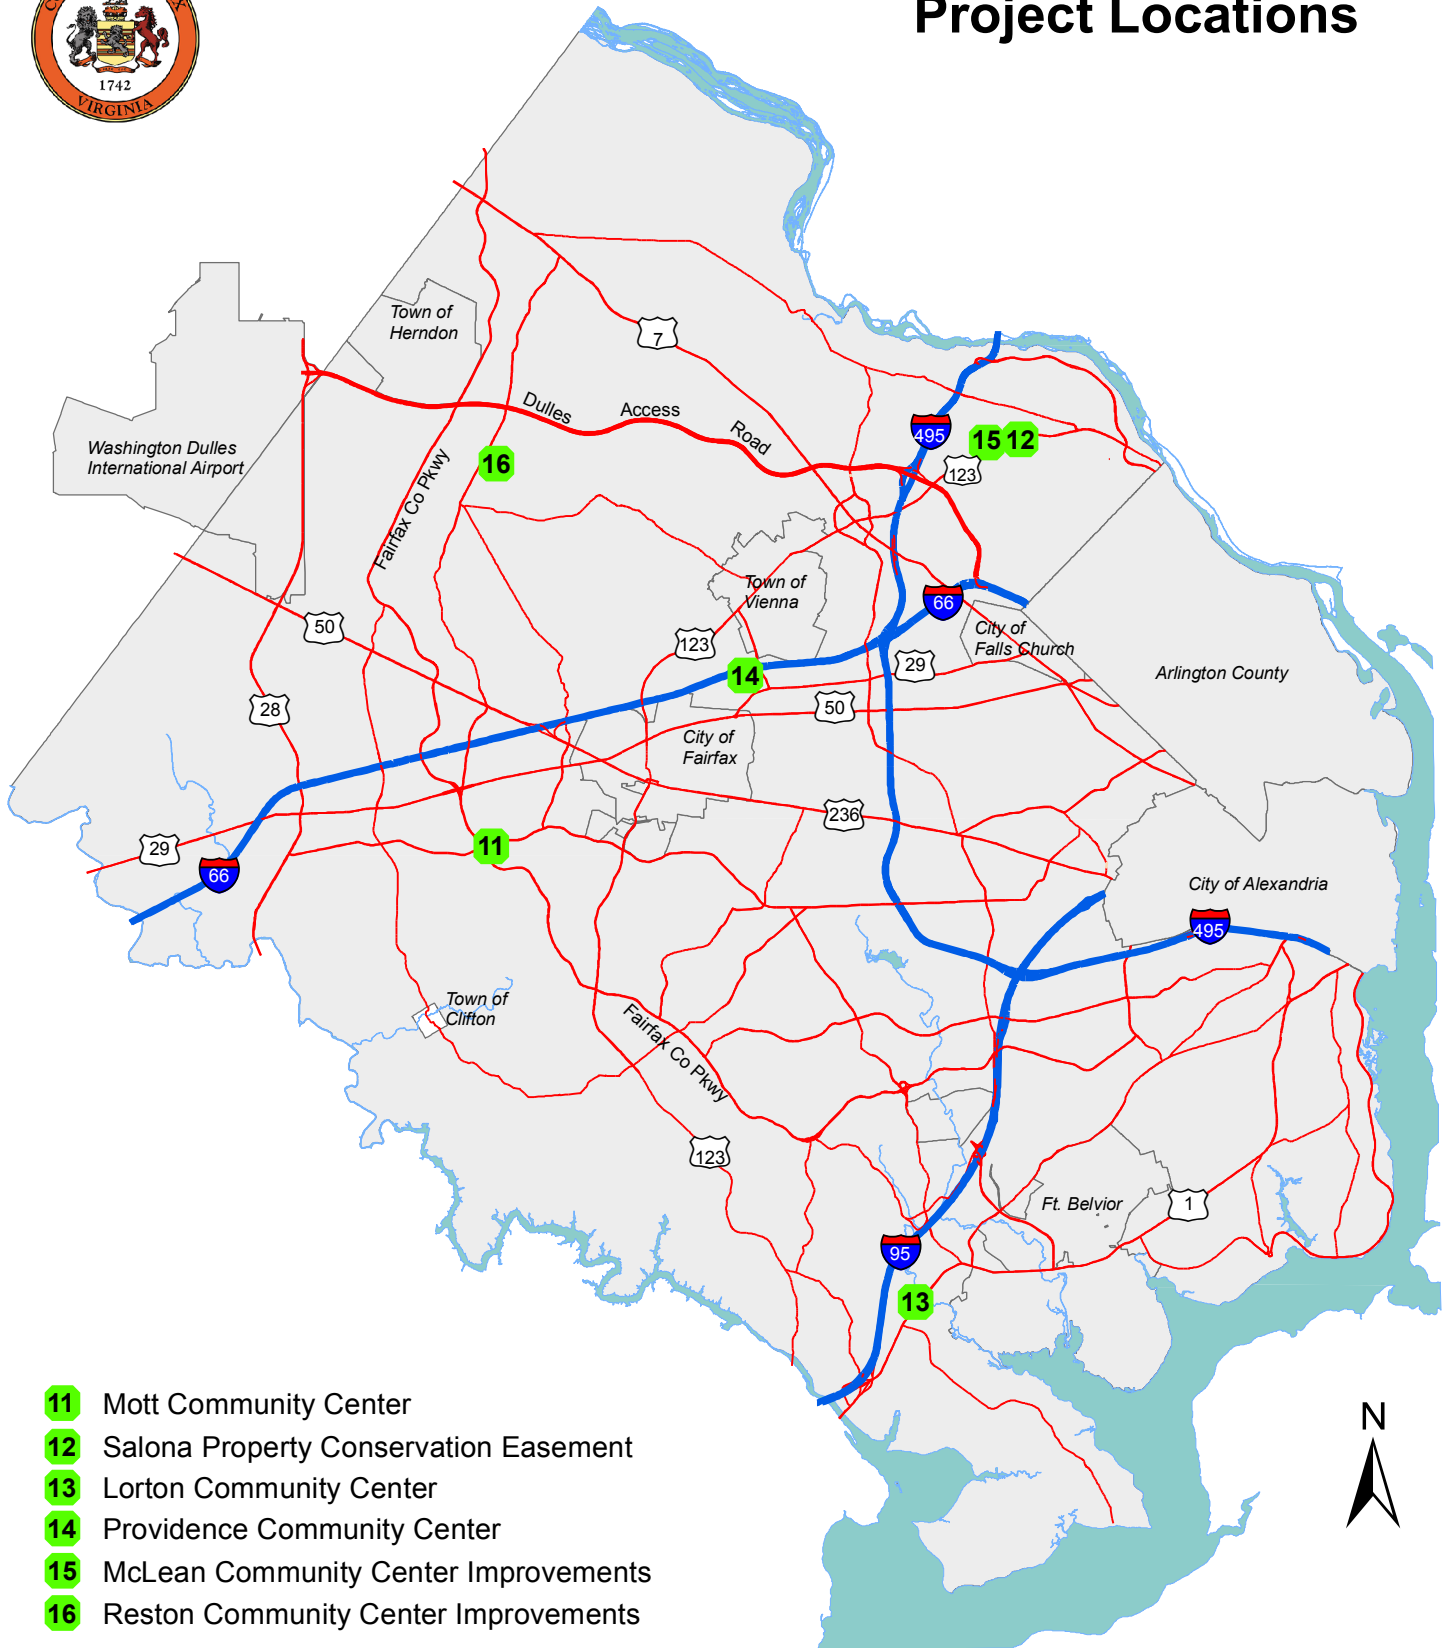 Project Locations
1742
VIRGINIA
Town of
Herndon
7
Dulles Access Road
Washington Dulles
International Airport
495
15
12
123
16
Fairfax Co Pkwy
Town of
Vienna
66
50
123
City of
Falls Church
29
14
Arlington County
28
50
City of
Fairfax
236
29
11
66
City of Alexandria
495
Town of
Clifton
Fairfax Co Pkwy
123
Ft. Belvior
1
95
13
11 Mott Community Center
12 Salona Property Conservation Easement
13 Lorton Community Center
14 Providence Community Center
15 McLean Community Center Improvements
16 Reston Community Center Improvements
N